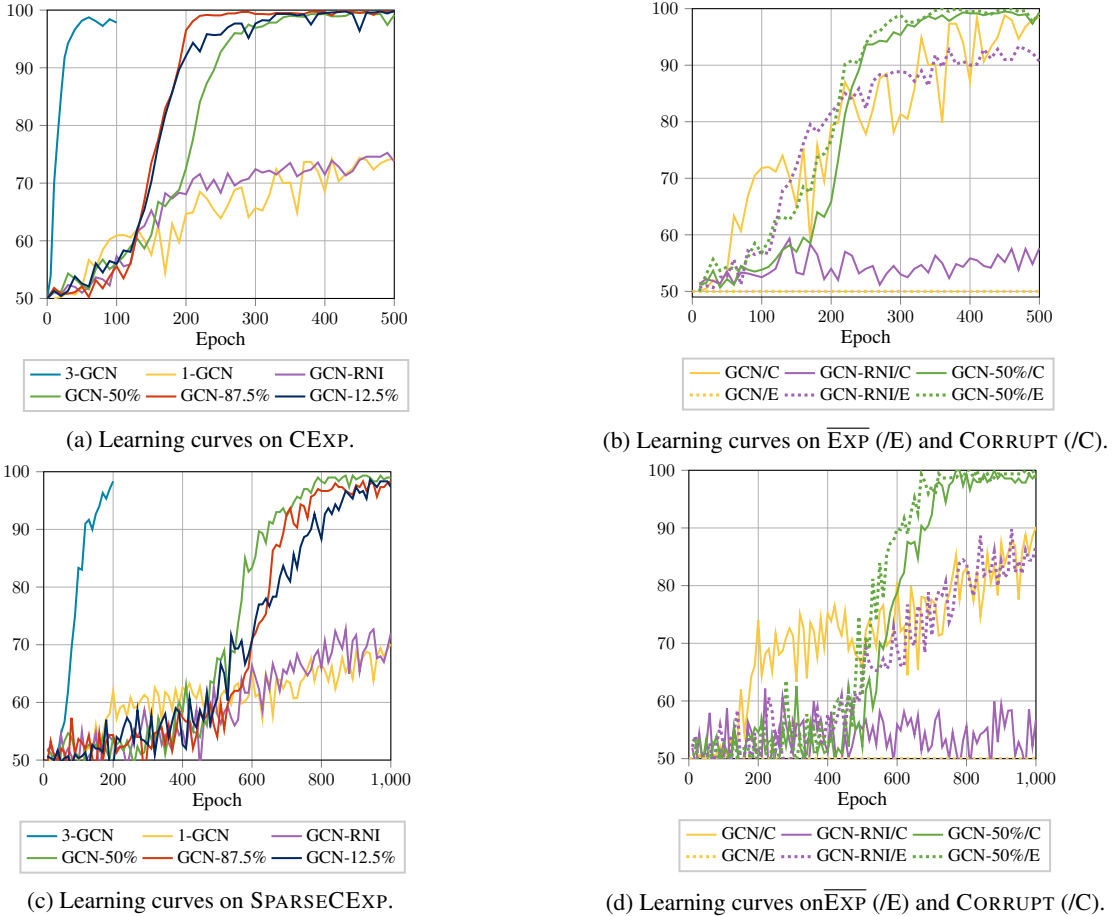 100
90
80
70
60
50
0 100 200 300 400 500
Epoch
3-GCN 1-GCN GCN-RNI
GCN-50% GCN-87.5% GCN-12.5%
(a) Learning curves on CEXP.
100
90
80
70
60
50
0 100 200 300 400 500
Epoch
GCN/C GCN-RNI/C GCN-50%/C
GCN/E GCN-RNI/E GCN-50%/E
(b) Learning curves on E̅X̅P̅ (/E) and CORRUPT (/C).
100
90
80
70
60
50
0 200 400 600 800 1,000
Epoch
3-GCN 1-GCN GCN-RNI
GCN-50% GCN-87.5% GCN-12.5%
(c) Learning curves on SPARSECEXP.
100
90
80
70
60
50
0 200 400 600 800 1,000
Epoch
GCN/C GCN-RNI/C GCN-50%/C
GCN/E GCN-RNI/E GCN-50%/E
(d) Learning curves onE̅X̅P̅ (/E) and CORRUPT (/C).